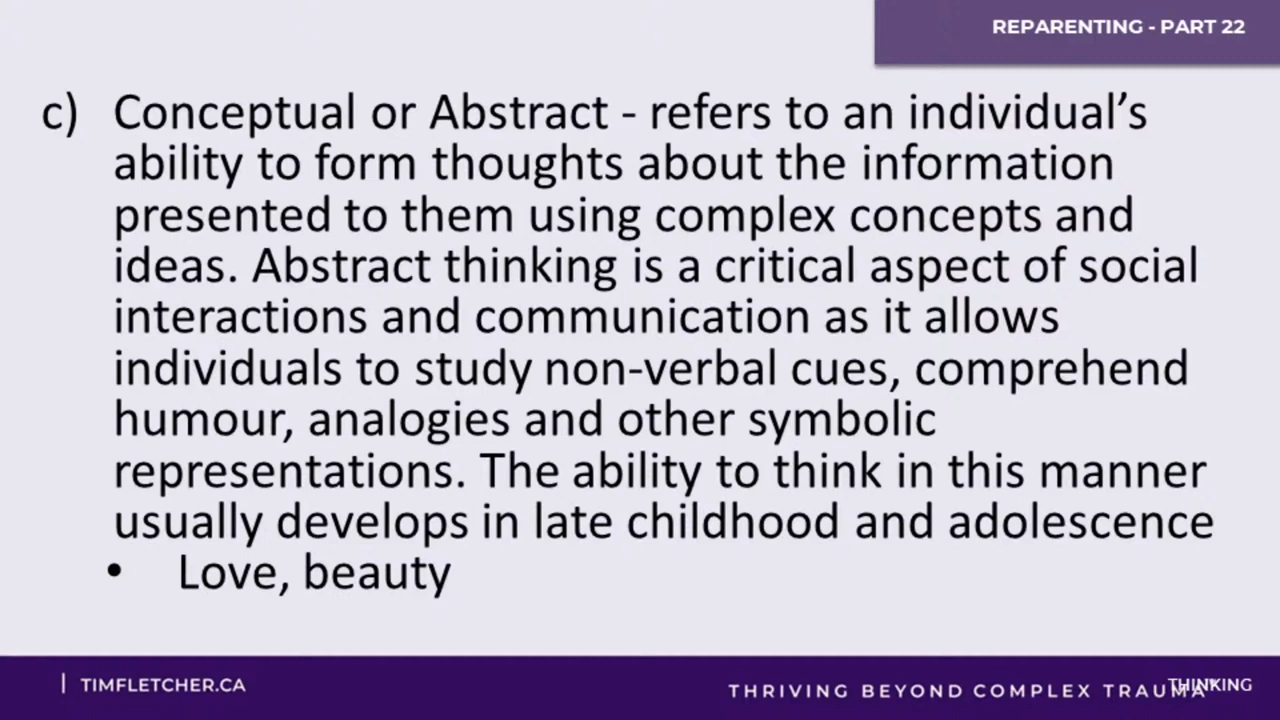 REPARENTING - PART 22
c) Conceptual or Abstract - refers to an individual’s
ability to form thoughts about the information
presented to them using complex concepts and
ideas. Abstract thinking is a critical aspect of social
interactions and communication as it allows
individuals to study non-verbal cues, comprehend
humour, analogies and other symbolic
representations. The ability to think in this manner
usually develops in late childhood and adolescence
• Love, beauty
| TIMFLETCHER.CA
THRIVING BEYOND COMPLEX TRAUMA
THINKING